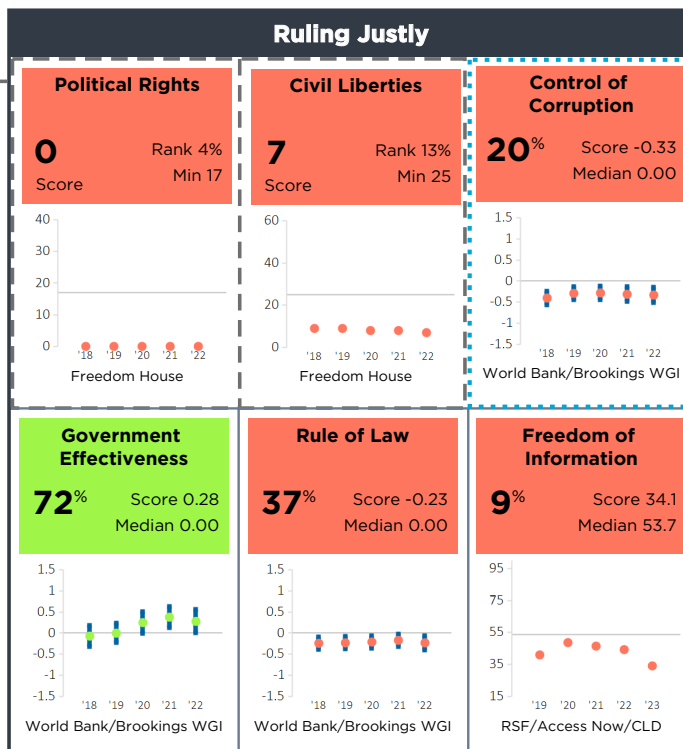 Ruling Justly
Political Rights
0
Score
Rank 4%
Min 17
40
30
20
10
0
'18 '19 '20 '21 '22
Freedom House
Civil Liberties
7
Score
Rank 13%
Min 25
60
40
20
0
'18 '19 '20 '21 '22
Freedom House
Control of
Corruption
20%
Score -0.33
Median 0.00
1.5
1
0.5
0
-0.5
-1
-1.5
'18 '19 '20 '21 '22
World Bank/Brookings WGI
Government
Effectiveness
72%
Score 0.28
Median 0.00
1.5
1
0.5
0
-0.5
-1
-1.5
'18 '19 '20 '21 '22
World Bank/Brookings WGI
Rule of Law
37%
Score -0.23
Median 0.00
1.5
1
0.5
0
-0.5
-1
-1.5
'18 '19 '20 '21 '22
World Bank/Brookings WGI
Freedom of
Information
9%
Score 34.1
Median 53.7
95
75
55
35
15
'19 '20 '21 '22 '23
RSF/Access Now/CLD